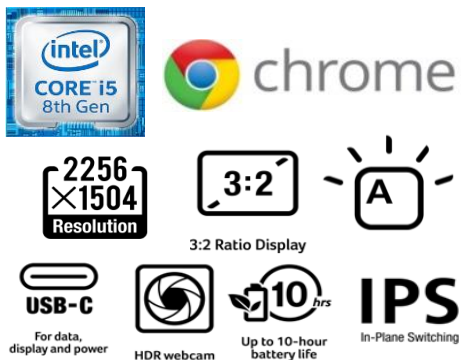 intel
CORE i5
8th Gen
chrome
2256
×1504
Resolution
3:2
3:2 Ratio Display
A
USB-C
For data,
display and power
HDR webcam
10 hrs
Up to 10-hour
battery life
IPS
In-Plane Switching